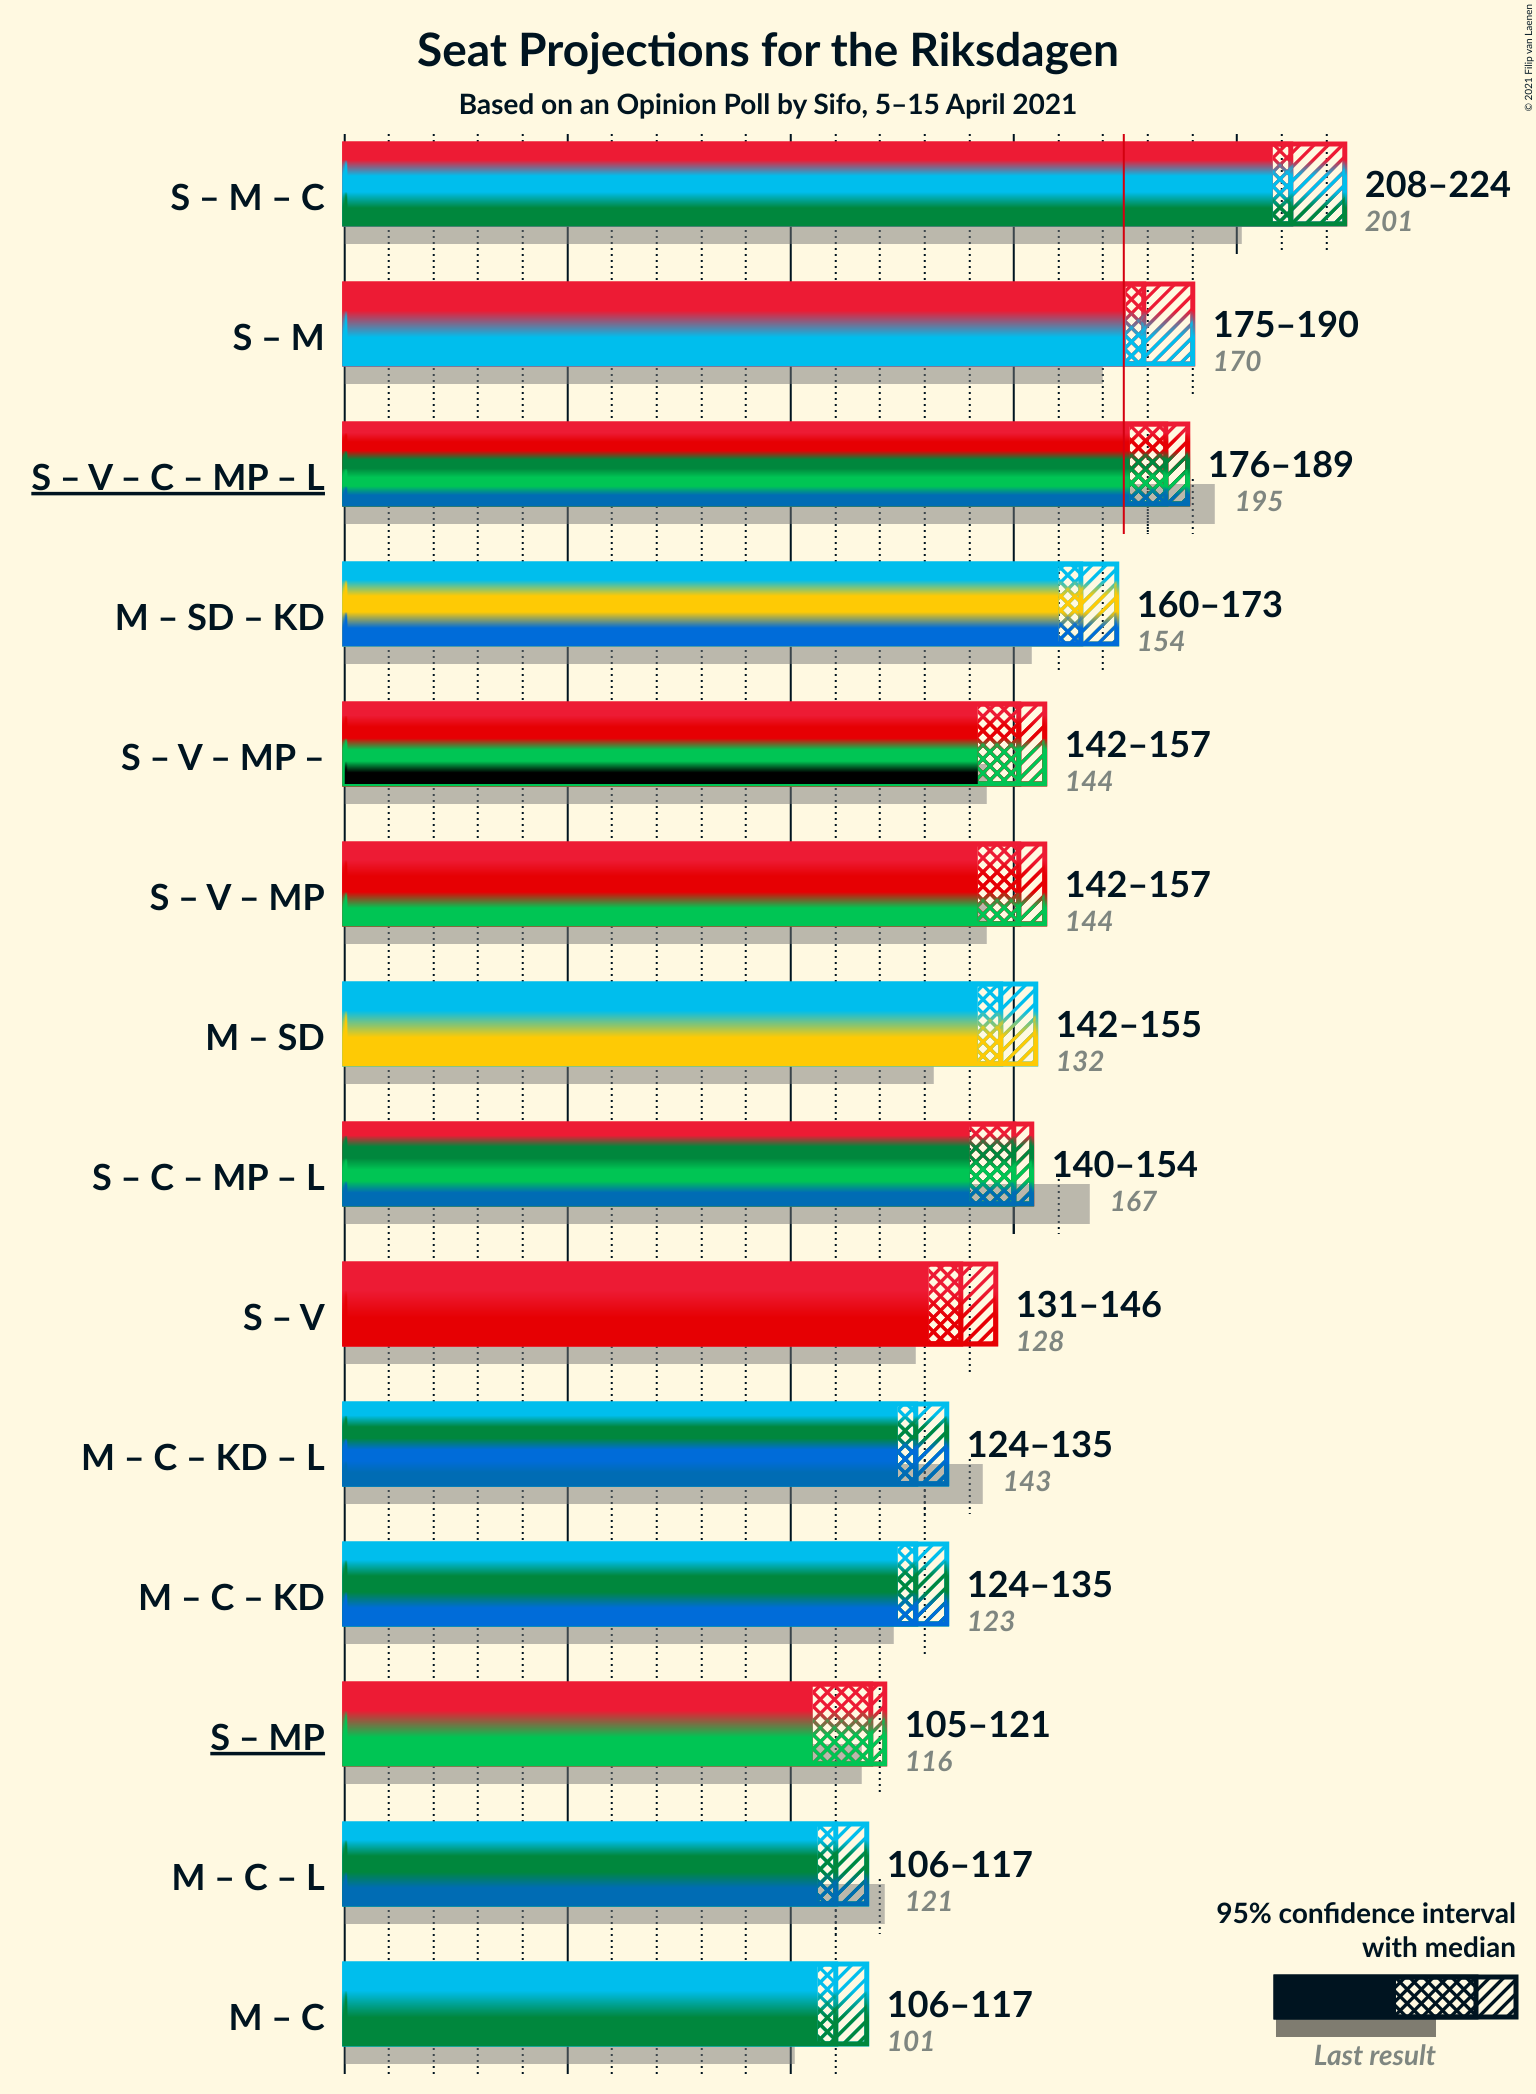 Seat Projections for the Riksdagen
Based on an Opinion Poll by Sifo, 5–15 April 2021
© 2021 Filip van Laenen
S – M – C
208–224
201
S – M
175–190
170
S – V – C – MP – L
176–189
195
M – SD – KD
160–173
154
S – V – MP –
142–157
144
S – V – MP
142–157
144
M – SD
142–155
132
S – C – MP – L
140–154
167
S – V
131–146
128
M – C – KD – L
124–135
143
M – C – KD
124–135
123
S – MP
105–121
116
M – C – L
106–117
121
M – C
106–117
101
95% confidence interval
with median
Last result